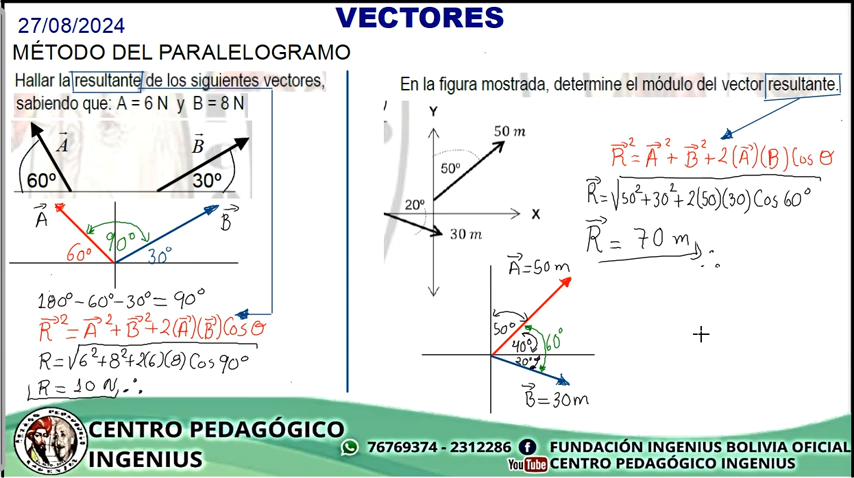 VECTORES
27/08/2024
MÉTODO DEL PARALELOGRAMO
Hallar la resultante de los siguientes vectores,
sabiendo que: A = 6 N y B = 8 N
A B
60º 30º
A B
90º
60º 30º
180º-60º-30º=90º
R²=A²+B²+2(A)(B)Cos θ
R=√6²+8²+2(6)(8)Cos 90º
R=10 N ∴
En la figura mostrada, determine el módulo del vector resultante.
Y
50 m
50º
20º
X
30 m
R²=A²+B²+2(A)(B)Cos θ
R=√50²+30²+2(50)(30)Cos 60º
R = 70 m ∴
A=50m
50º
40º 60º
20º
B=30m
CENTRO PEDAGÓGICO
INGENIUS
76769374 - 2312286
FUNDACIÓN INGENIUS BOLIVIA OFICIAL
YouTube CENTRO PEDAGÓGICO INGENIUS